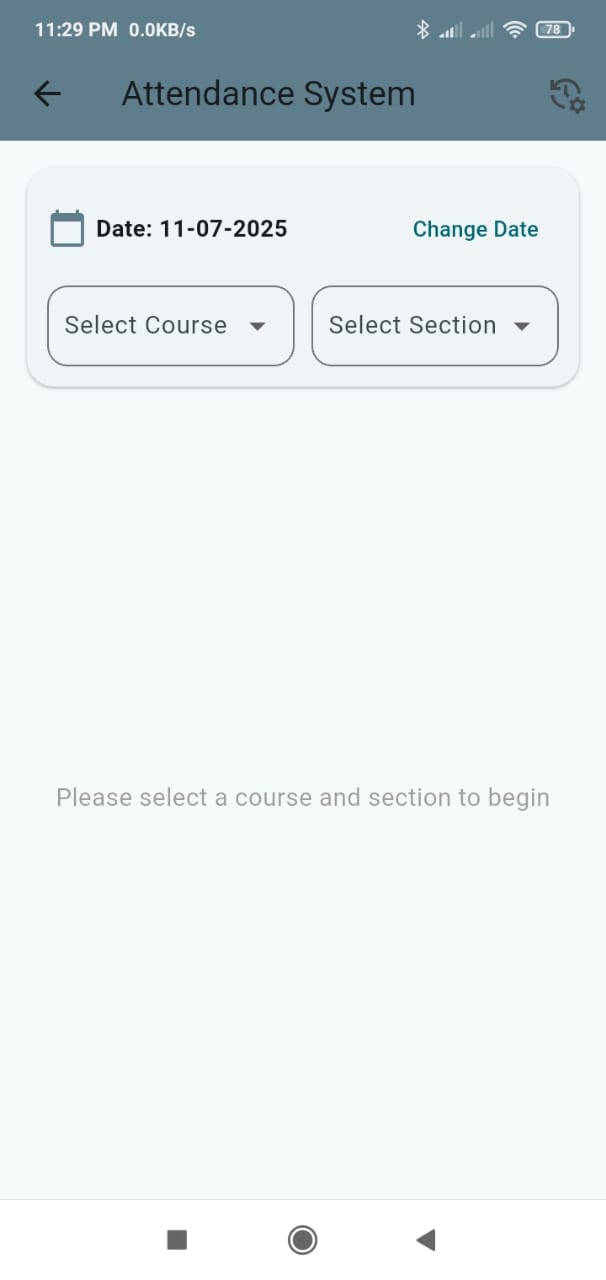 11:29 PM 0.0KB/s 78
Attendance System
Date: 11-07-2025 Change Date
Select Course Select Section
Please select a course and section to begin